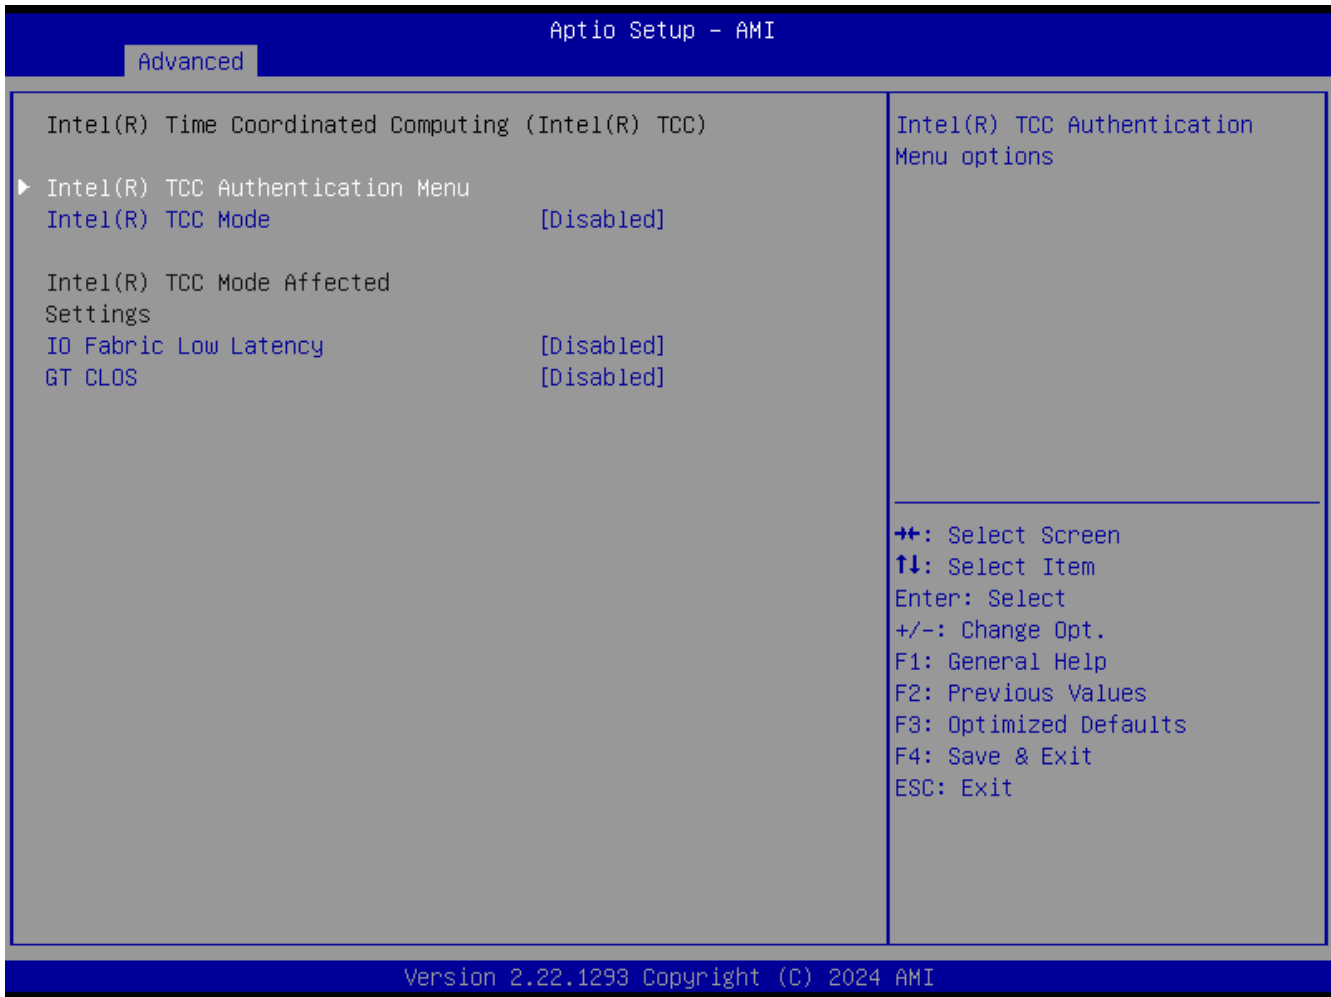 Aptio Setup – AMI
Advanced
Intel(R) Time Coordinated Computing (Intel(R) TCC)
Intel(R) TCC Authentication Menu
Intel(R) TCC Mode [Disabled]
Intel(R) TCC Mode Affected
Settings
IO Fabric Low Latency [Disabled]
GT CLOS [Disabled]
Intel(R) TCC Authentication
Menu options
→←: Select Screen
↑↓: Select Item
Enter: Select
+/-: Change Opt.
F1: General Help
F2: Previous Values
F3: Optimized Defaults
F4: Save & Exit
ESC: Exit
Version 2.22.1293 Copyright (C) 2024 AMI